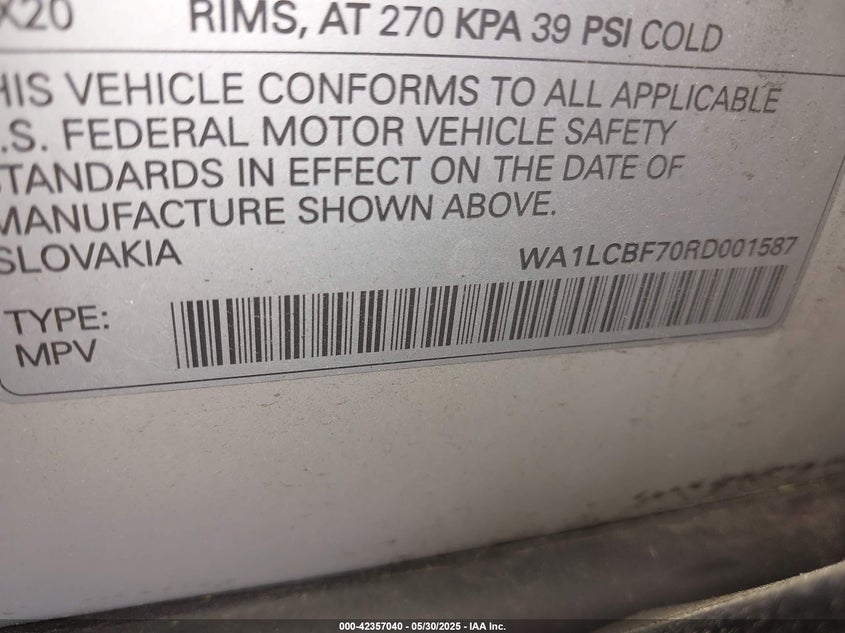 X20 RIMS, AT 270 KPA 39 PSI COLD
HIS VEHICLE CONFORMS TO ALL APPLICABLE
.S. FEDERAL MOTOR VEHICLE SAFETY
STANDARDS IN EFFECT ON THE DATE OF
MANUFACTURE SHOWN ABOVE.
SLOVAKIA WA1LCBF70RD001587
TYPE:
MPV
000-42357040 - 05/30/2025 - IAA Inc.